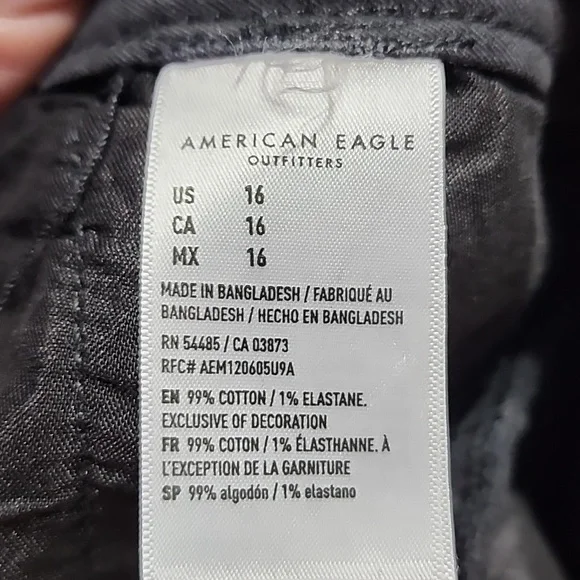 AMERICAN EAGLE
OUTFITTERS
US 16
CA 16
MX 16
MADE IN BANGLADESH / FABRIQUÉ AU
BANGLADESH / HECHO EN BANGLADESH
RN 54485 / CA 03873
RFC# AEM120605U9A
EN 99% COTTON / 1% ELASTANE.
EXCLUSIVE OF DECORATION
FR 99% COTON / 1% ÉLASTHANNE. À
L'EXCEPTION DE LA GARNITURE
SP 99% algodón / 1% elastano